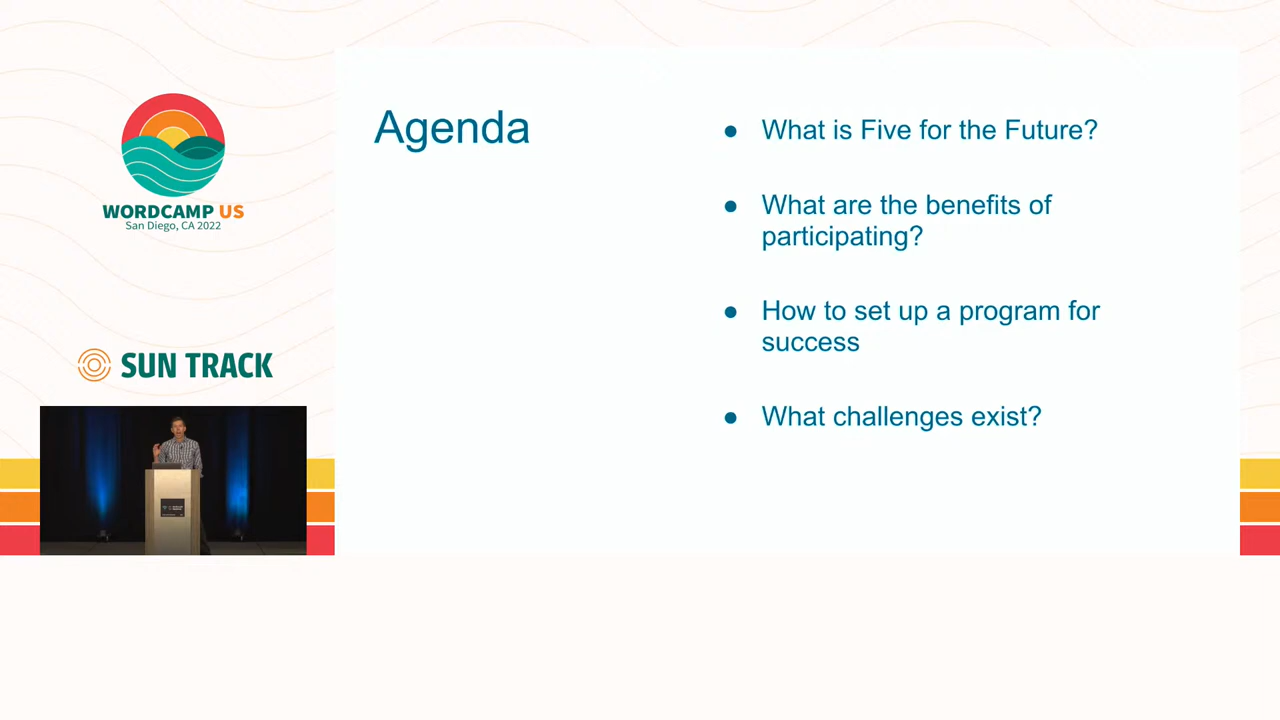 WORDCAMP US
San Diego, CA 2022
SUN TRACK
Agenda
● What is Five for the Future?
● What are the benefits of
participating?
● How to set up a program for
success
● What challenges exist?